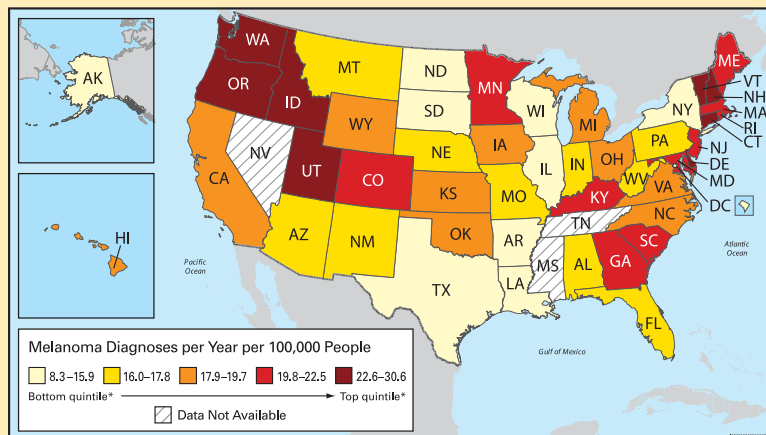 AK
HI
WA
OR
ID
MT
WY
NV
UT
CA
AZ
CO
NM
ND
SD
NE
KS
OK
TX
MN
IA
MO
AR
LA
WI
IL
MI
IN
OH
KY
TN
MS
AL
GA
FL
SC
NC
VA
WV
PA
NY
ME
VT
NH
MA
RI
CT
NJ
DE
MD
DC
Pacific
Ocean
Atlantic
Ocean
Gulf of Mexico
Melanoma Diagnoses per Year per 100,000 People
8.3–15.9 16.0–17.8 17.9–19.7 19.8–22.5 22.6–30.6
Bottom quintile* Top quintile*
Data Not Available